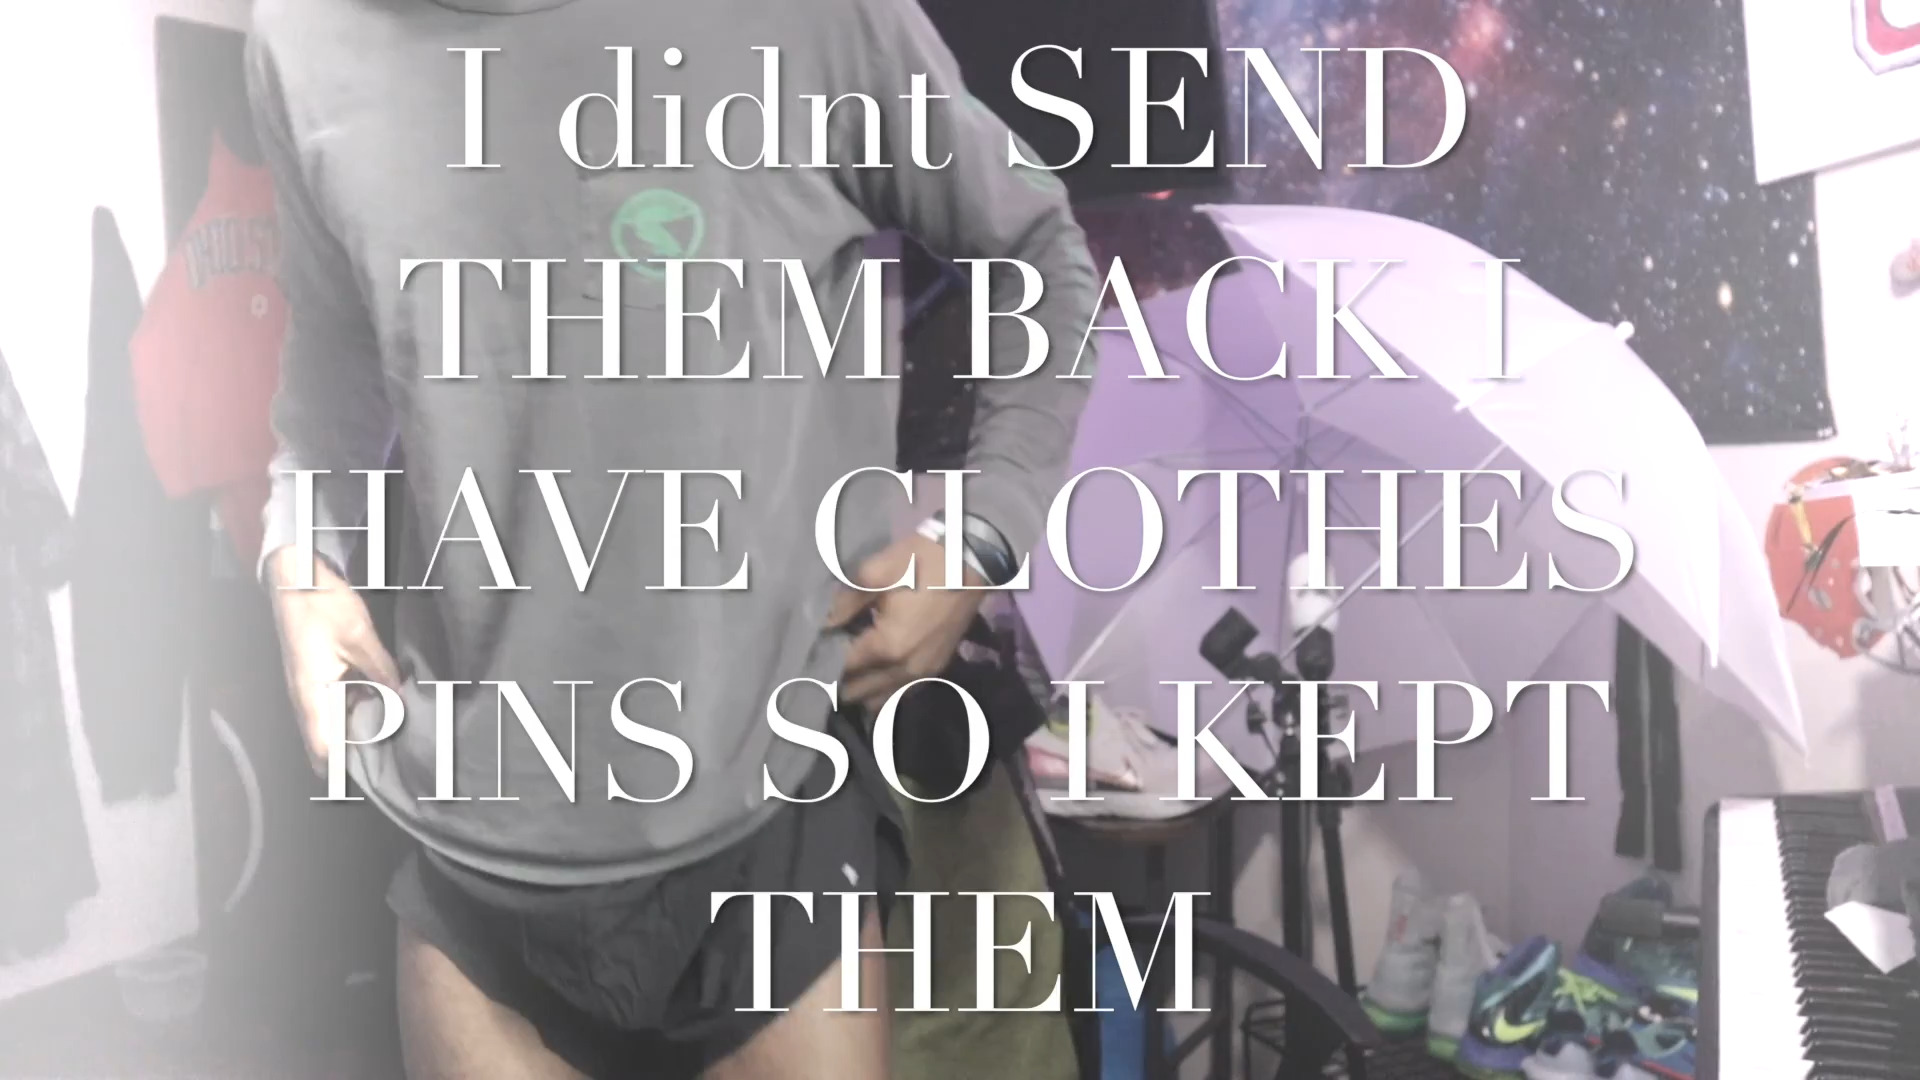 I didnt SEND
THEM BACK I
HAVE CLOTHES
PINS SO I KEPT
THEM